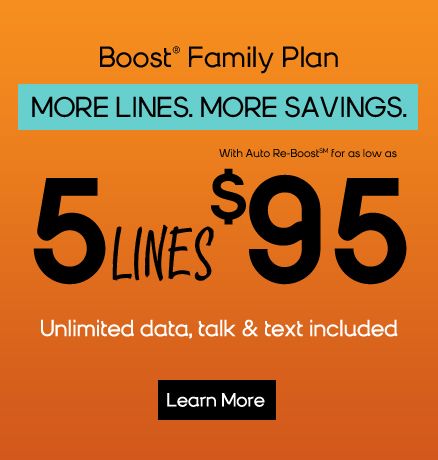 Boost® Family Plan
MORE LINES. MORE SAVINGS.
With Auto Re-Boost℠ for as low as
5 LINES $95
Unlimited data, talk & text included
Learn More